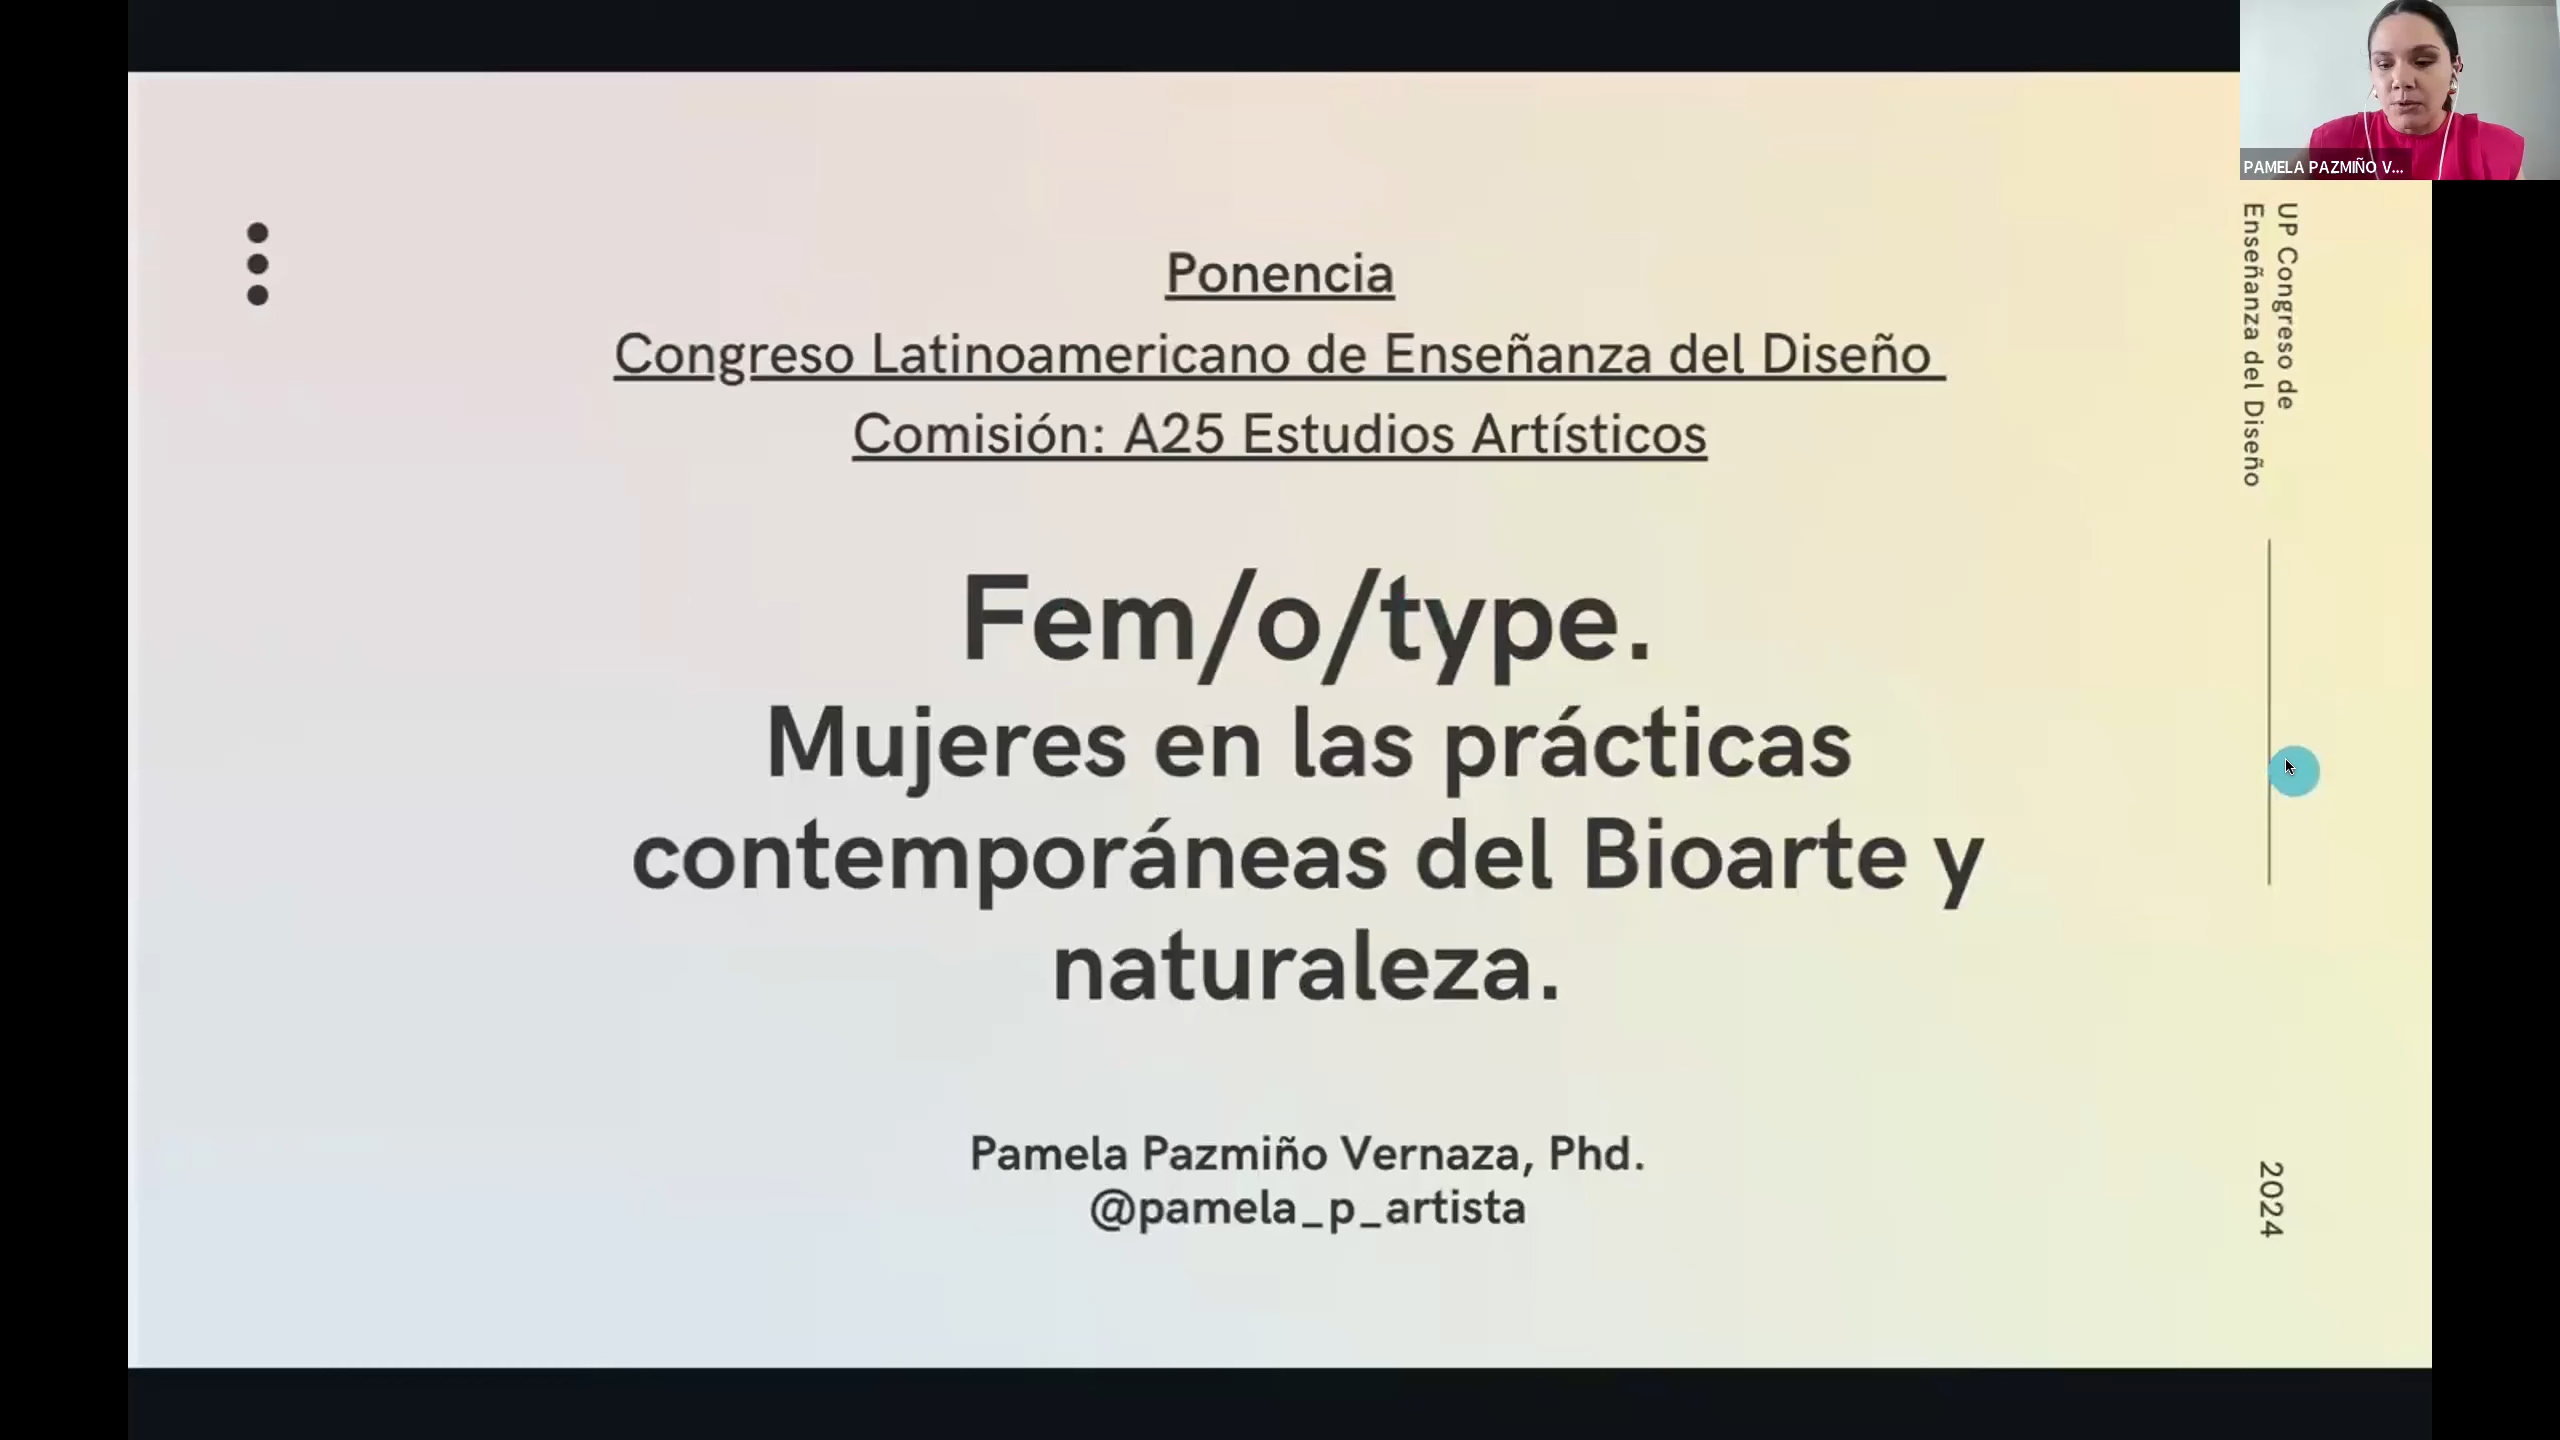 PAMELA PAZMIÑO V...
UP Congreso de
Enseñanza del Diseño
Ponencia
Congreso Latinoamericano de Enseñanza del Diseño
Comisión: A25 Estudios Artísticos
Fem/o/type.
Mujeres en las prácticas
contemporáneas del Bioarte y
naturaleza.
Pamela Pazmiño Vernaza, Phd.
@pamela_p_artista
2024